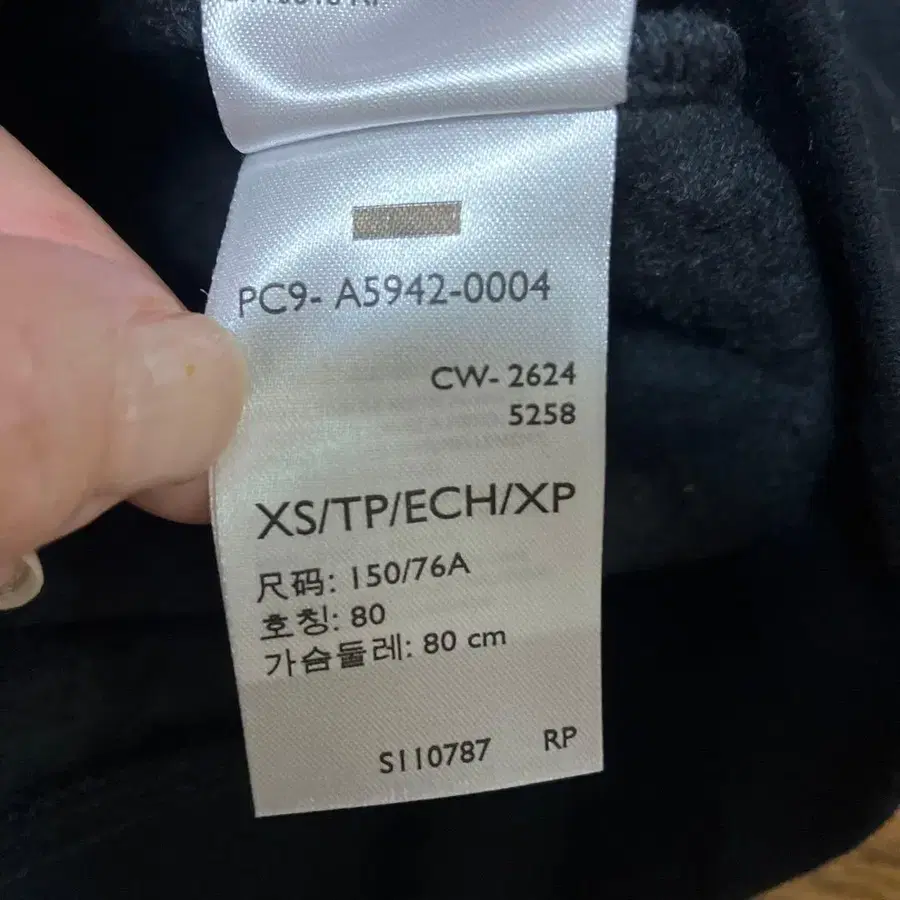 PC9- A5942-0004
CW- 2624
5258
XS/TP/ECH/XP
尺码: 150/76A
호칭: 80
가슴둘레: 80 cm
S110787 RP